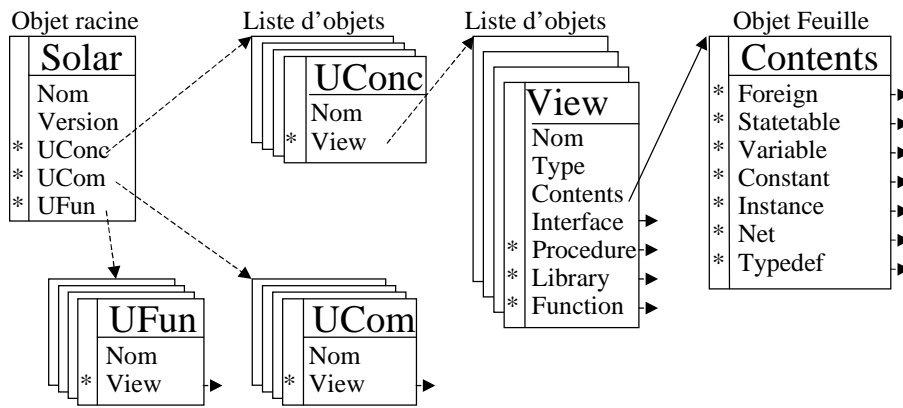 Objet racine
Solar
Nom
Version
* UConc
* UCom
* UFun
Liste d'objets
UConc
Nom
* View
Liste d'objets
View
Nom
Type
Contents
Interface
* Procedure
* Library
* Function
Objet Feuille
Contents
* Foreign
* Statetable
* Variable
* Constant
* Instance
* Net
* Typedef
UFun
Nom
* View
UCom
Nom
* View